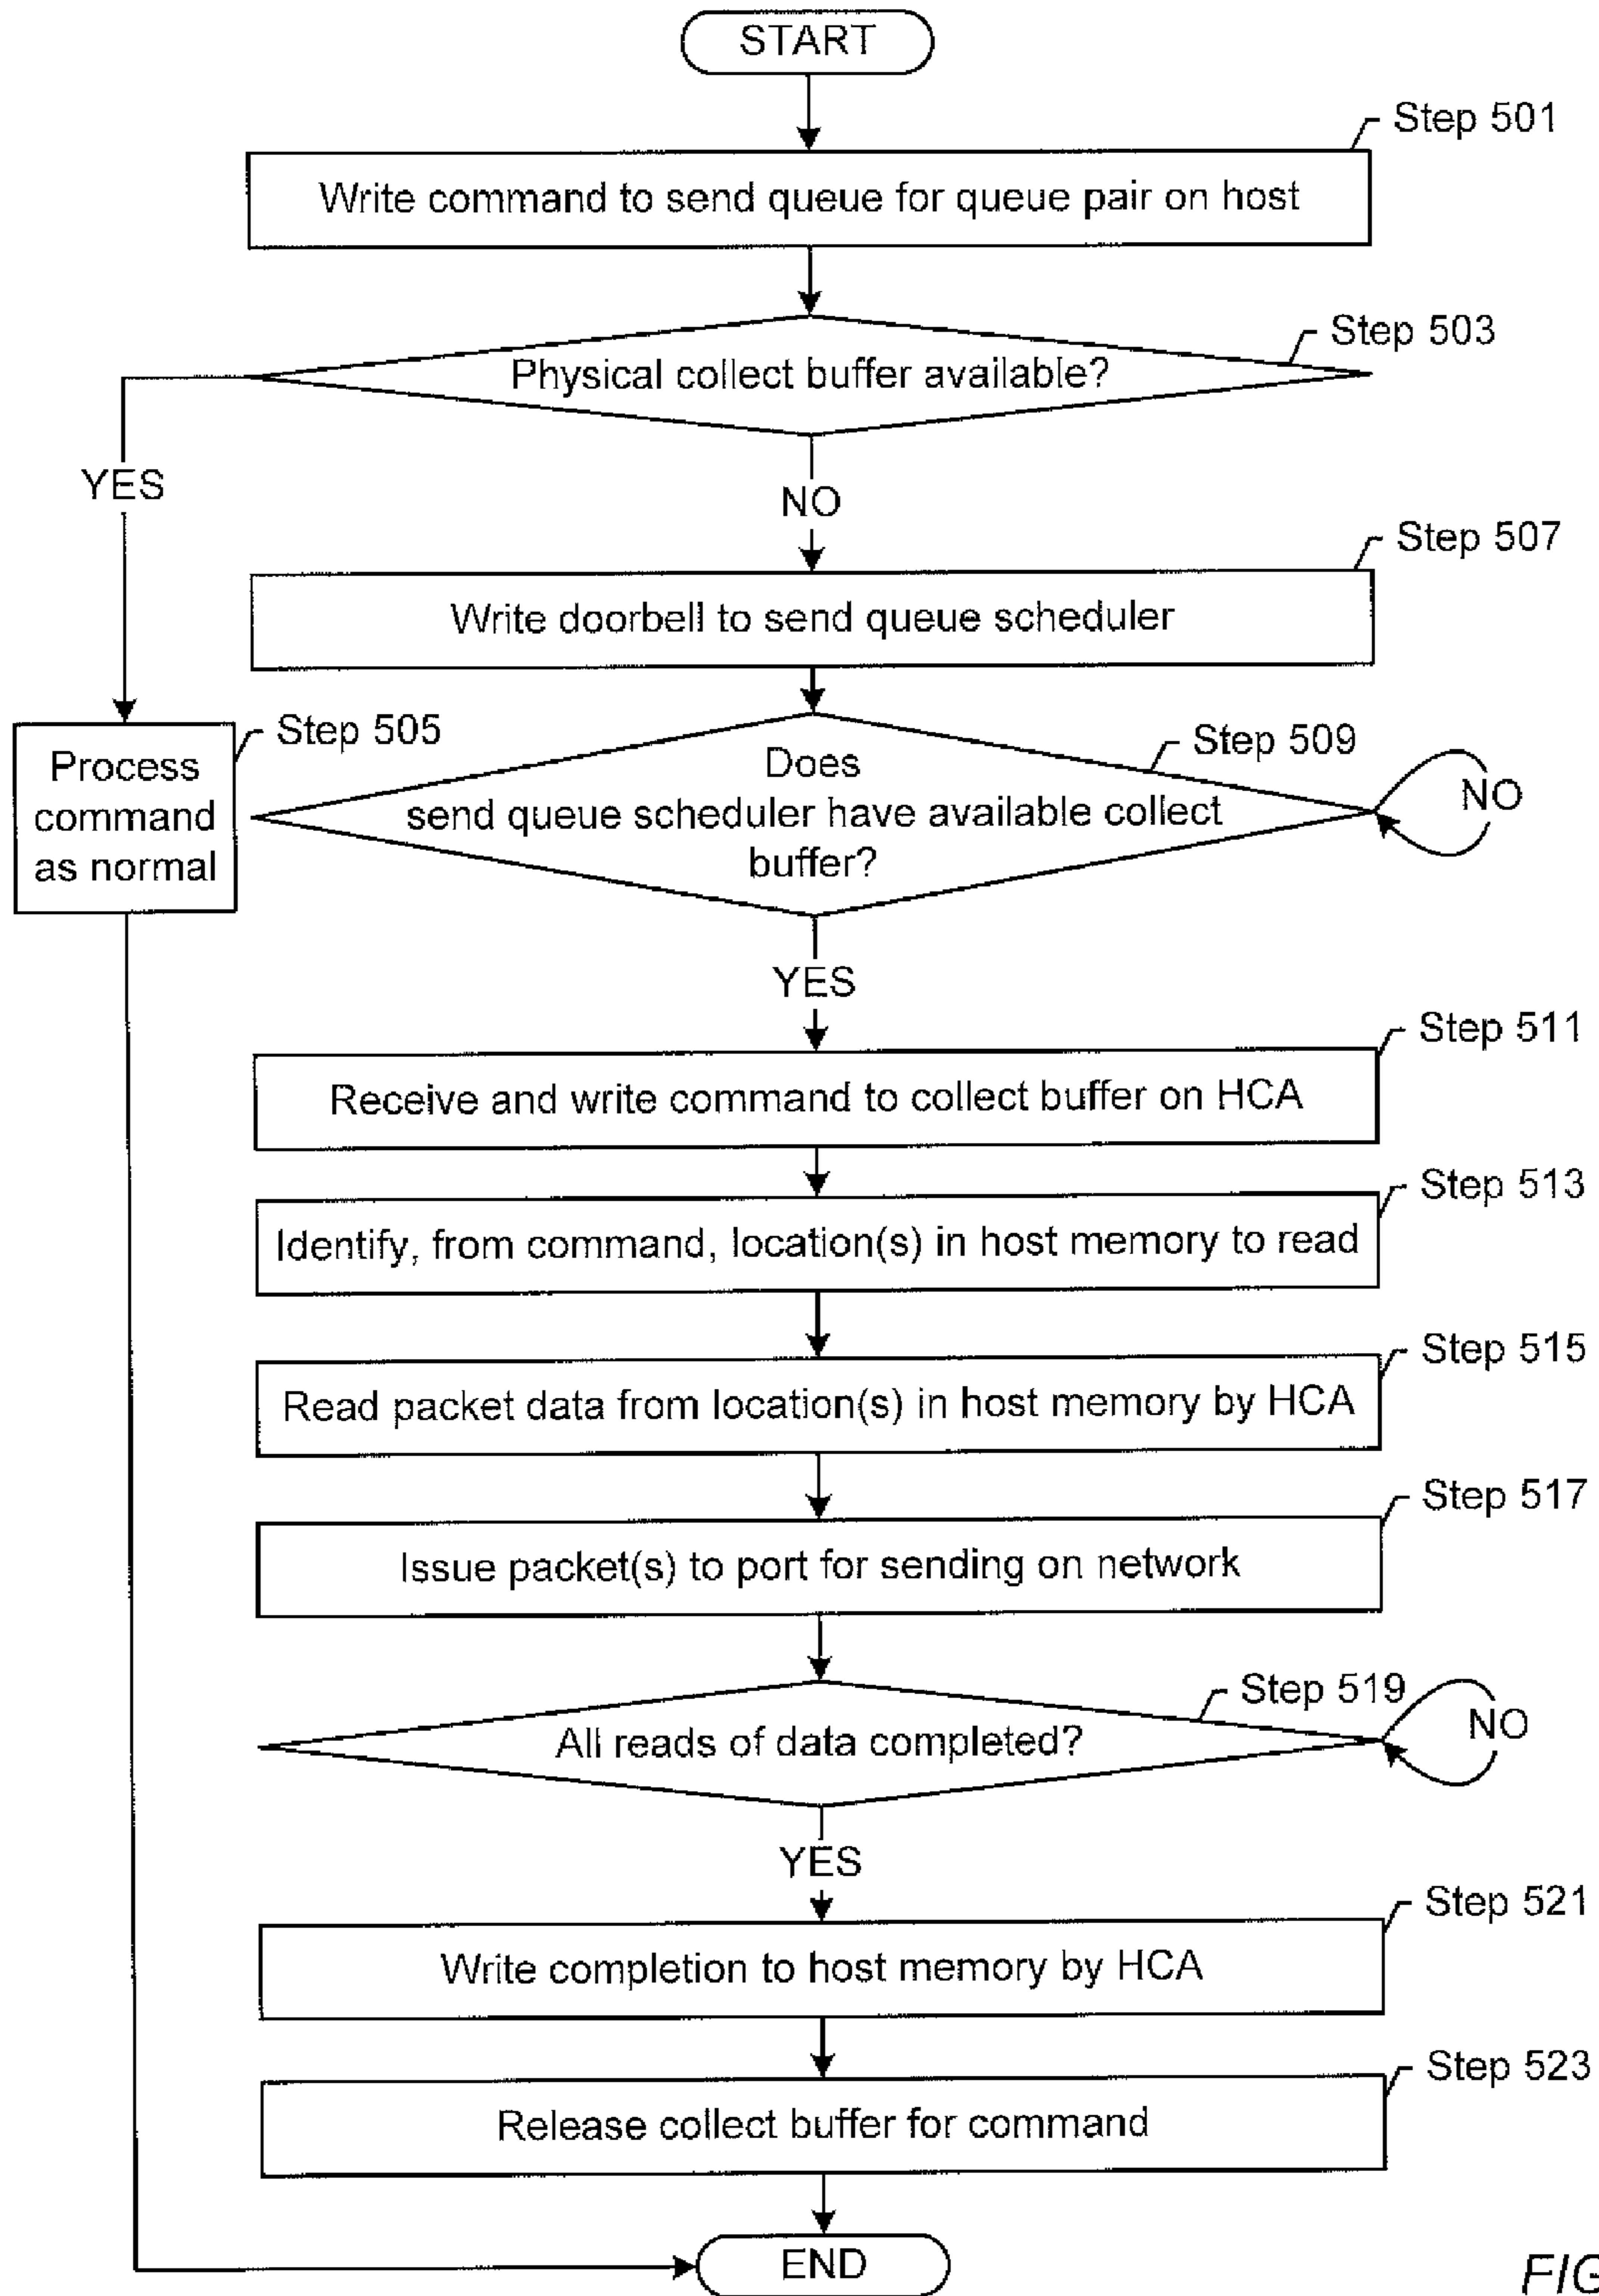 START
Step 501
Write command to send queue for queue pair on host
Step 503
Physical collect buffer available?
YES
NO
Step 507
Write doorbell to send queue scheduler
Step 505
Process
command
as normal
Step 509
Does
send queue scheduler have available collect
buffer?
NO
YES
Step 511
Receive and write command to collect buffer on HCA
Step 513
Identify, from command, location(s) in host memory to read
Step 515
Read packet data from location(s) in host memory by HCA
Step 517
Issue packet(s) to port for sending on network
Step 519
All reads of data completed?
NO
YES
Step 521
Write completion to host memory by HCA
Step 523
Release collect buffer for command
END
FIG